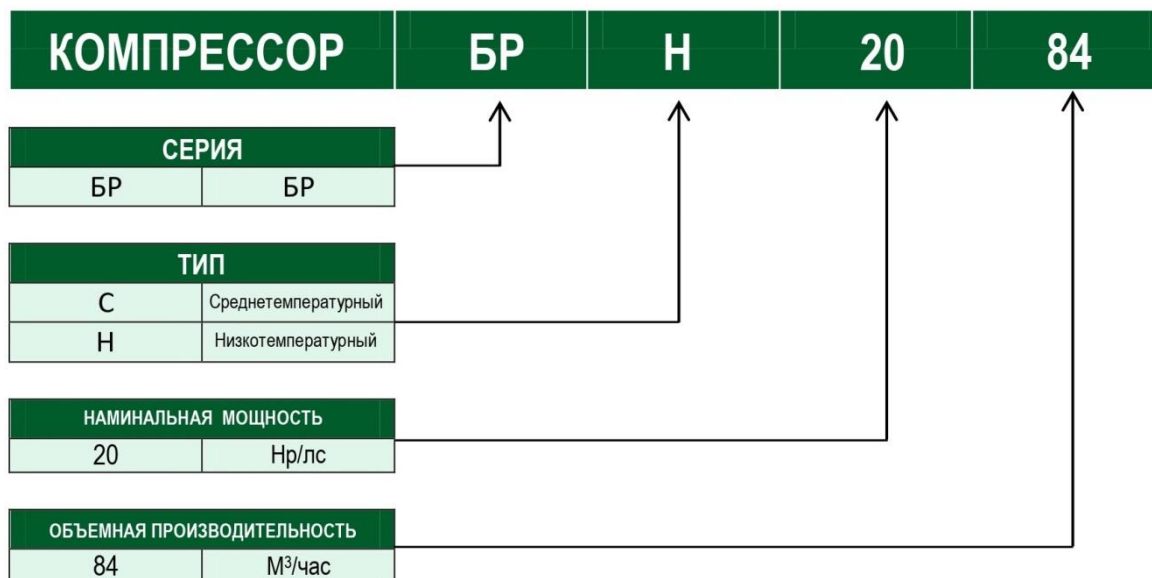 КОМПРЕССОР БР Н 20 84
СЕРИЯ
БР БР
ТИП
С Среднетемпературный
Н Низкотемпературный
НАМИНАЛЬНАЯ МОЩНОСТЬ
20 Нр/лс
ОБЪЕМНАЯ ПРОИЗВОДИТЕЛЬНОСТЬ
84 М³/час